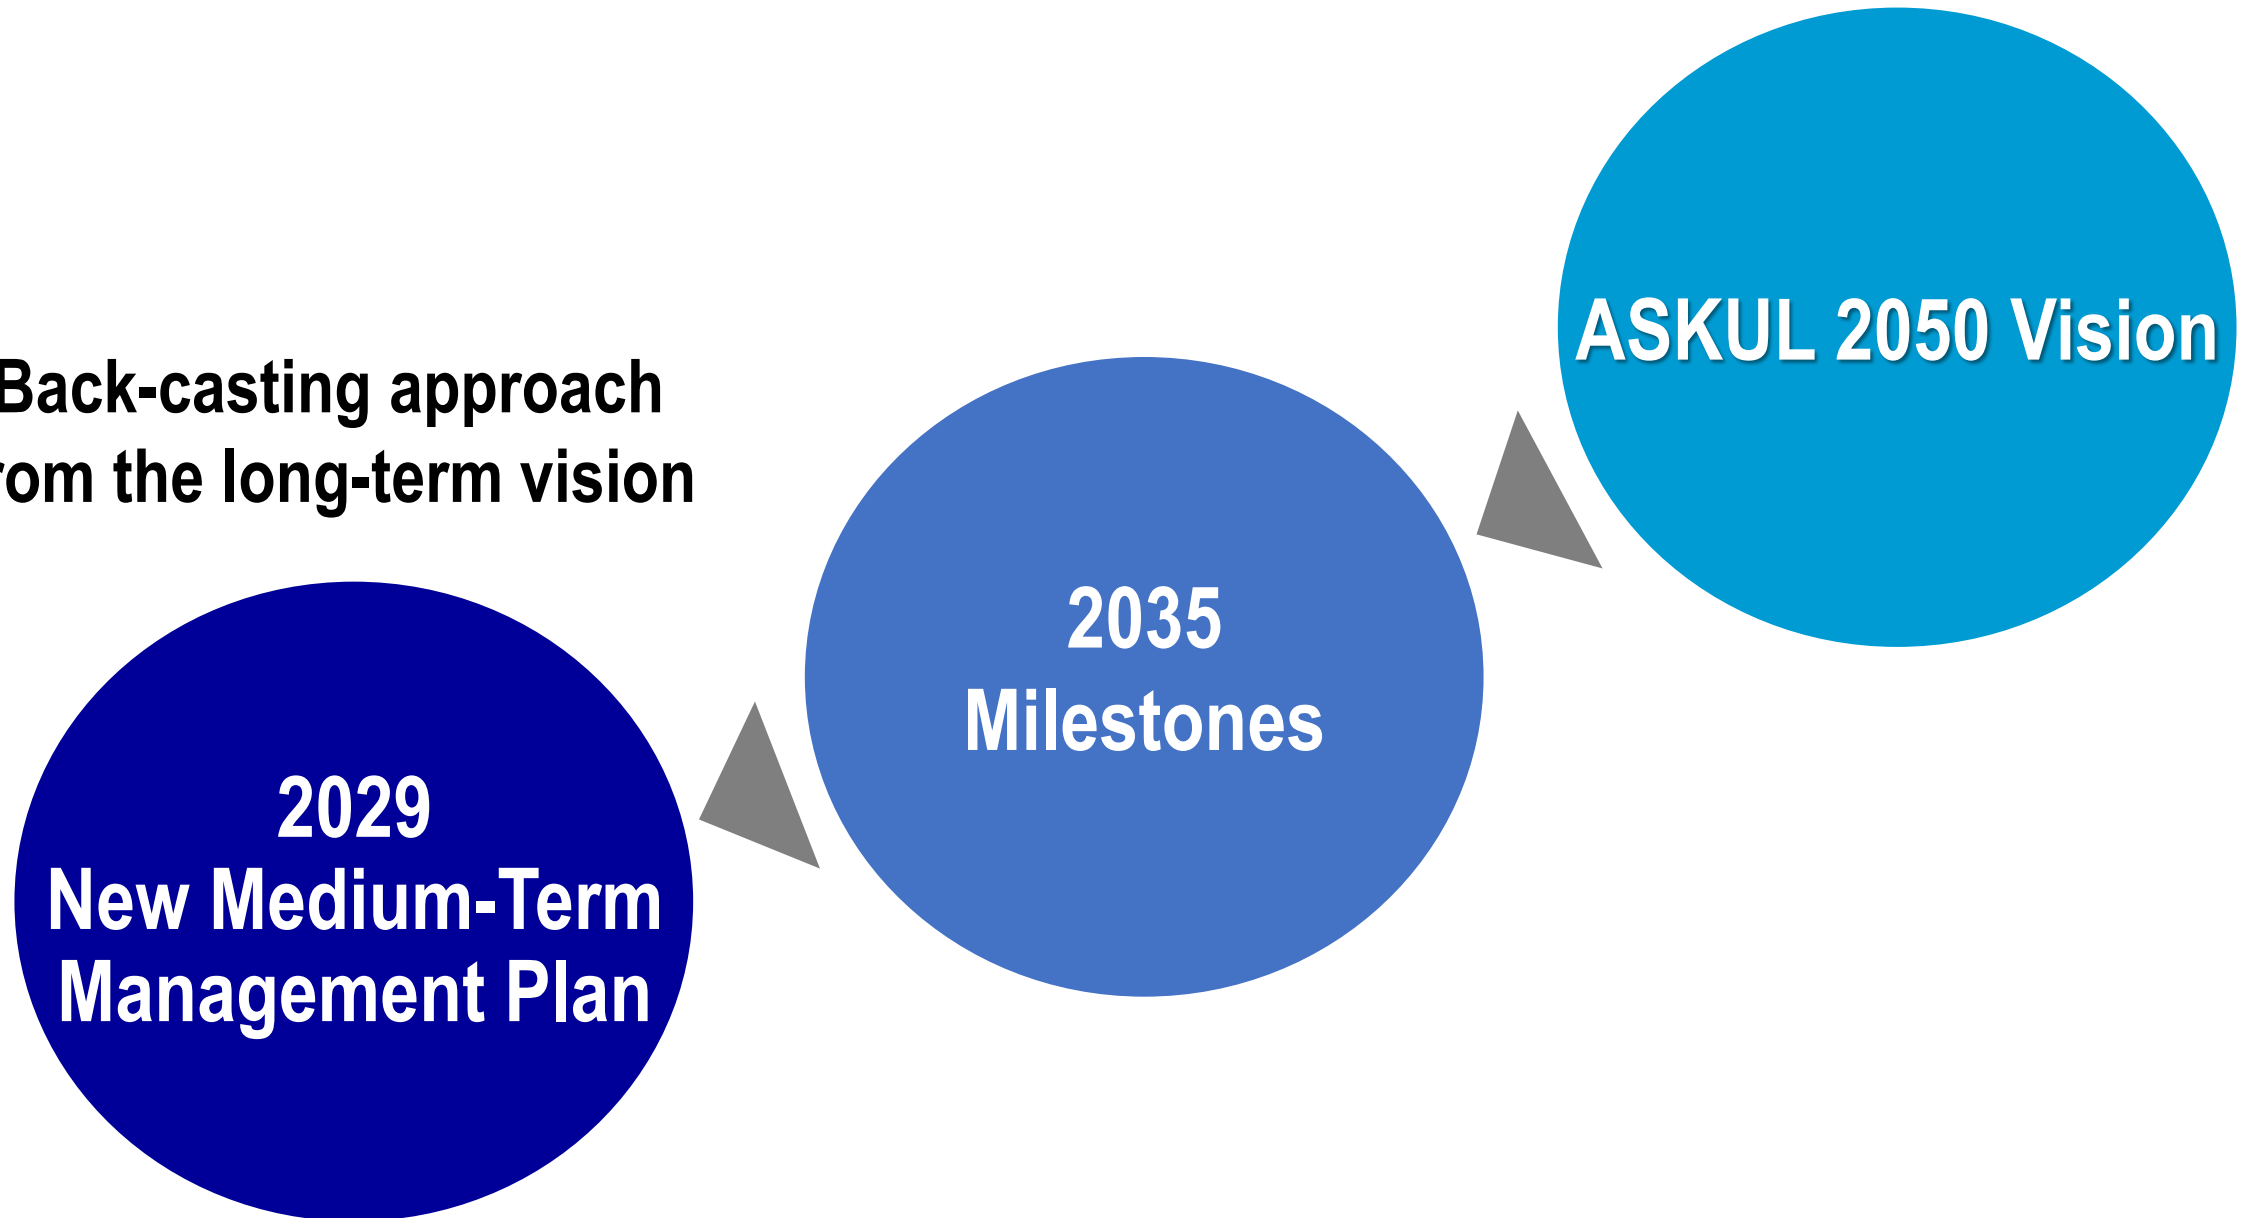 Back-casting approach
rom the long-term vision
ASKUL 2050 Vision
2035
Milestones
2029
New Medium-Term
Management Plan